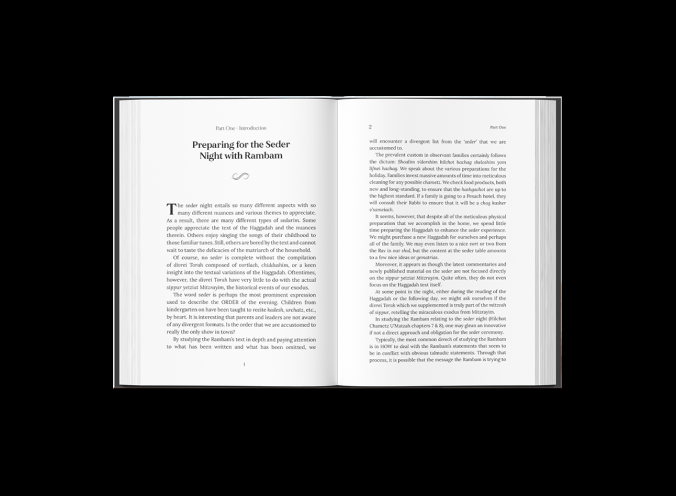 Part One · Introduction
Preparing for the Seder
Night with Rambam
The seder night entails so many different aspects with so
many different nuances and various themes to appreciate.
As a result, there are many different types of sedarim. Some
people appreciate the text of the Haggadah and the nuances
therein. Others enjoy singing the songs of their childhood to
those familiar tunes. Still, others are bored by the text and cannot
wait to taste the delicacies of the matriarch of the household.
Of course, no seder is complete without the compilation
of divrei Torah composed of vortlach, chiddushim, or a keen
insight into the textual variations of the Haggadah. Oftentimes,
however, the divrei Torah have very little to do with the actual
sippur yetziat Mitzrayim, the historical events of our exodus.
The word seder is perhaps the most prominent expression
used to describe the ORDER of the evening. Children from
kindergarten on have been taught to recite kadesh, urchatz, etc.,
by heart. It is interesting that parents and leaders are not aware
of any divergent formats. Is the order that we are accustomed to
really the only show in town?
By studying the Rambam's text in depth and paying attention
to what has been written and what has been omitted, we
1
2
Part One
will encounter a divergent list from the 'seder' that we are
accustomed to.
The prevalent custom in observant families certainly follows
the dictum: Shoalim vidorshim hilchot hachag sheloshim yom
lifnei hachag. We speak about the various preparations for the
holiday. Families invest massive amounts of time into meticulous
cleaning for any possible chametz. We check food products, both
new and long-standing, to ensure that the hashgachot are up to
the highest standard. If a family is going to a Pesach hotel, they
will consult their Rabbi to ensure that it will be a chag kasher
v'sameach.
It seems, however, that despite all of the meticulous physical
preparation that we accomplish in the home, we spend little
time preparing the Haggadah to enhance the seder experience.
We might purchase a new Haggadah for ourselves and perhaps
all of the family. We may even listen to a nice vort or two from
the Rav in our shul, but the content at the seder table amounts
to a few nice ideas or gematrias.
Moreover, it appears as though the latest commentaries and
newly published material on the seder are not focused directly
on the sippur yetziat Mitzrayim. Quite often, they do not even
focus on the Haggadah text itself.
At some point in the night, either during the reading of the
Haggadah or the following day, we might ask ourselves if the
divrei Torah which we supplemented is truly part of the mitzvah
of sippur, retelling the miraculous exodus from Mitzrayim.
In studying the Rambam relating to the seder night (Hilchot
Chametz U'Matzah chapters 7 & 8), one may glean an innovative
if not a direct approach and obligation for the seder ceremony.
Typically, the most common derech of studying the Rambam
is in HOW to deal with the Rambam's statements that seem to
be in conflict with obvious talmudic statements. Through that
process, it is possible that the message the Rambam is trying to